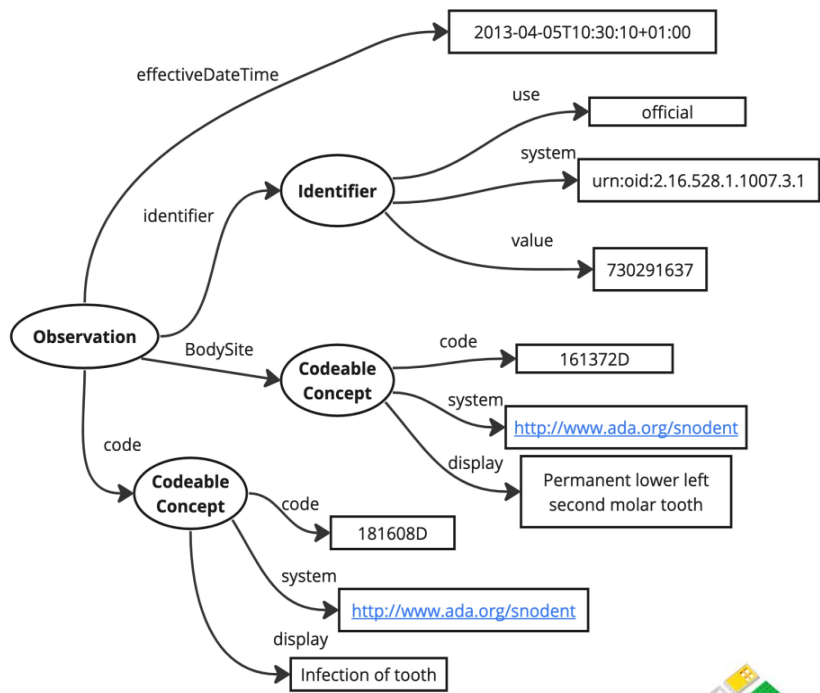 2013-04-05T10:30:10+01:00
effectiveDateTime
use
official
system
urn:oid:2.16.528.1.1007.3.1
Identifier
identifier
value
730291637
Observation
BodySite
code
161372D
Codeable
Concept
system
http://www.ada.org/snodent
display
Permanent lower left
second molar tooth
code
Codeable
Concept
code
181608D
system
http://www.ada.org/snodent
display
Infection of tooth